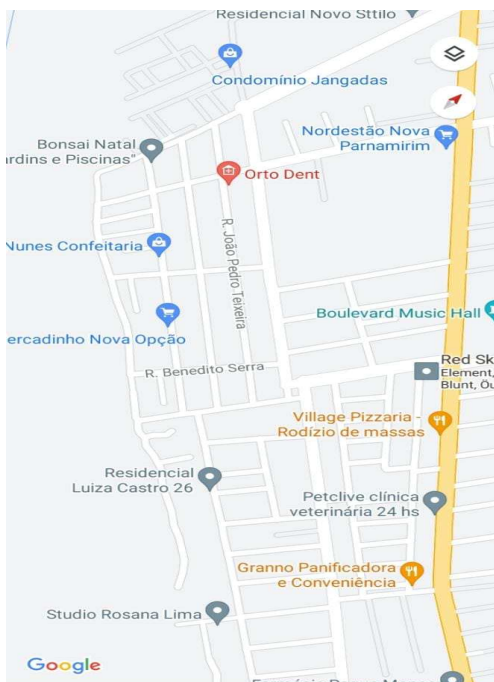 Residencial Novo Sttilo
Condomínio Jangadas
Nordestão Nova
Parnamirim
Bonsai Natal
ardins e Piscinas"
Orto Dent
R. João Pedro Teixeira
Nunes Confeitaria
Boulevard Music Hall
ercadinho Nova Opção
Red Sk
Element,
Blunt, Öu
R. Benedito Serra
Village Pizzaria -
Rodízio de massas
Residencial
Luiza Castro 26
Petclive clínica
veterinária 24 hs
Granno Panificadora
e Conveniência
Studio Rosana Lima
Google